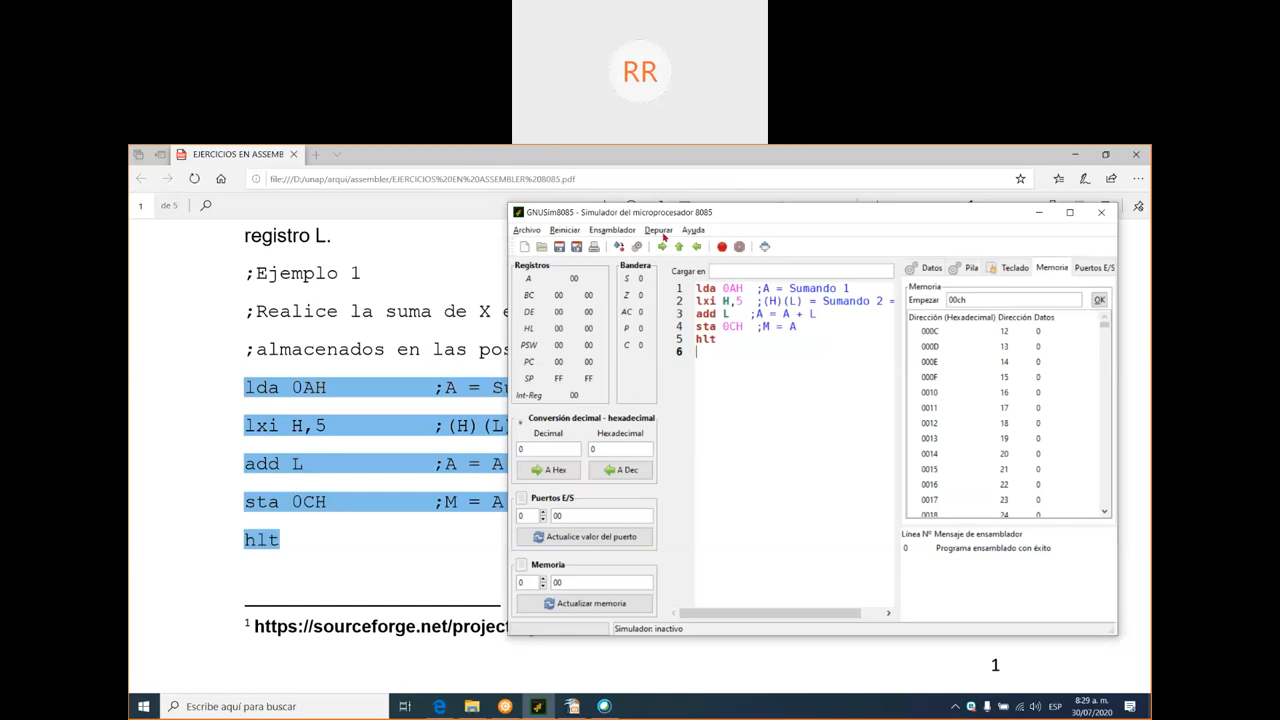 RR
EJERCICIOS EN ASSEMB
file:///D:/unap/arqui/assembler/EJERCICIOS%20EN%20ASSEMBLER%208085.pdf
1 de 5
registro L.
;Ejemplo 1
;Realice la suma de X
;almacenados en las pos
lda 0AH ;A = Su
lxi H,5 ;(H)(L)
add L ;A = A
sta 0CH ;M = A
hlt
1 https://sourceforge.net/project
1
GNUSim8085 - Simulador del microprocesador 8085
Archivo Reiniciar Ensamblador Depurar Ayuda
Registros
A 00
BC 00 00
DE 00 00
HL 00 00
PSW 00 00
PC 00 00
SP FF FF
Int-Reg 00
Bandera
S 0
Z 0
AC 0
P 0
C 0
Conversión decimal - hexadecimal
Decimal Hexadecimal
0 0
A Hex A Dec
Puertos E/S
0 00
Actualice valor del puerto
Memoria
0 00
Actualizar memoria
Cargar en
1 lda 0AH ;A = Sumando 1
2 lxi H,5 ;(H)(L) = Sumando 2 =
3 add L ;A = A + L
4 sta 0CH ;M = A
5 hlt
6
Datos Pila Teclado Memoria Puertos E/S
Memoria
Empezar 00ch OK
Dirección (Hexadecimal) Dirección Datos
000C 12 0
000D 13 0
000E 14 0
000F 15 0
0010 16 0
0011 17 0
0012 18 0
0013 19 0
0014 20 0
0015 21 0
0016 22 0
0017 23 0
0018 24 0
Línea Nº Mensaje de ensamblador
0 Programa ensamblado con éxito
Simulador: inactivo
Escribe aquí para buscar
ESP
8:29 a. m.
30/07/2020